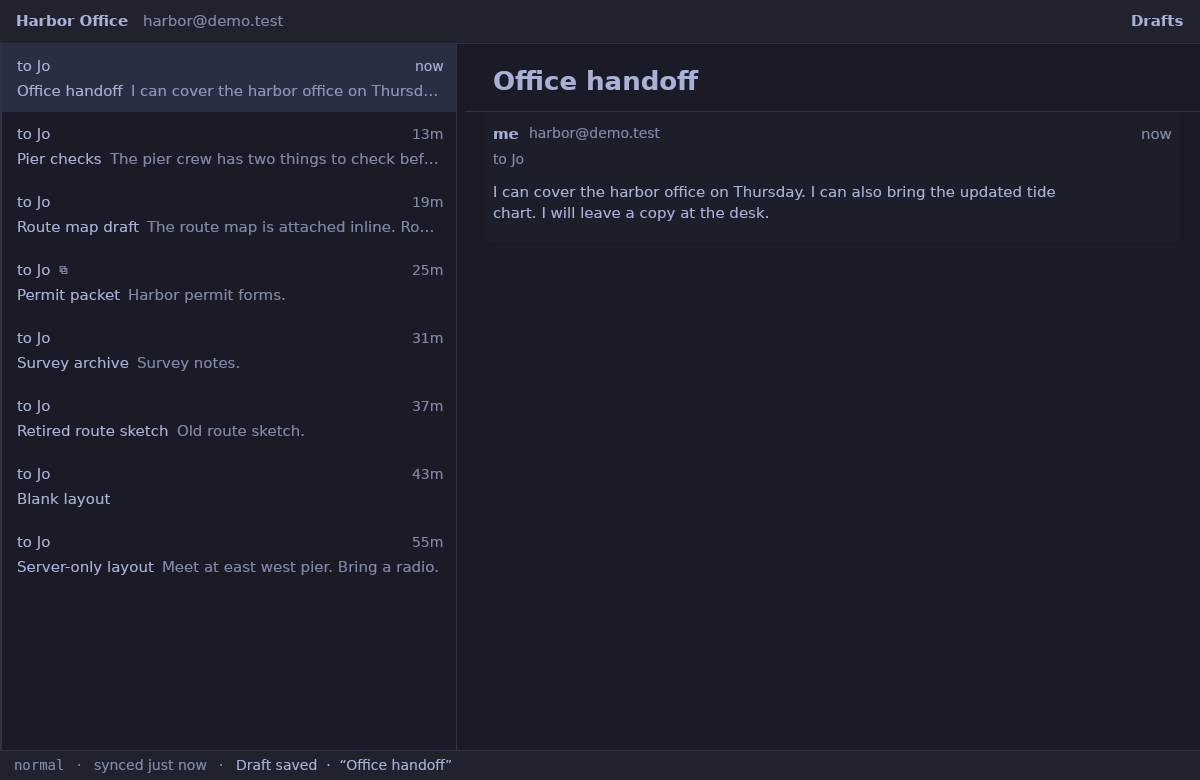 Harbor Office harbor@demo.test Drafts
to Jo now
Office handoff I can cover the harbor office on Thursd…
to Jo 13m
Pier checks The pier crew has two things to check bef…
to Jo 19m
Route map draft The route map is attached inline. Ro…
to Jo 25m
Permit packet Harbor permit forms.
to Jo 31m
Survey archive Survey notes.
to Jo 37m
Retired route sketch Old route sketch.
to Jo 43m
Blank layout
to Jo 55m
Server-only layout Meet at east west pier. Bring a radio.
Office handoff
me harbor@demo.test now
to Jo
I can cover the harbor office on Thursday. I can also bring the updated tide
chart. I will leave a copy at the desk.
normal · synced just now · Draft saved · “Office handoff”